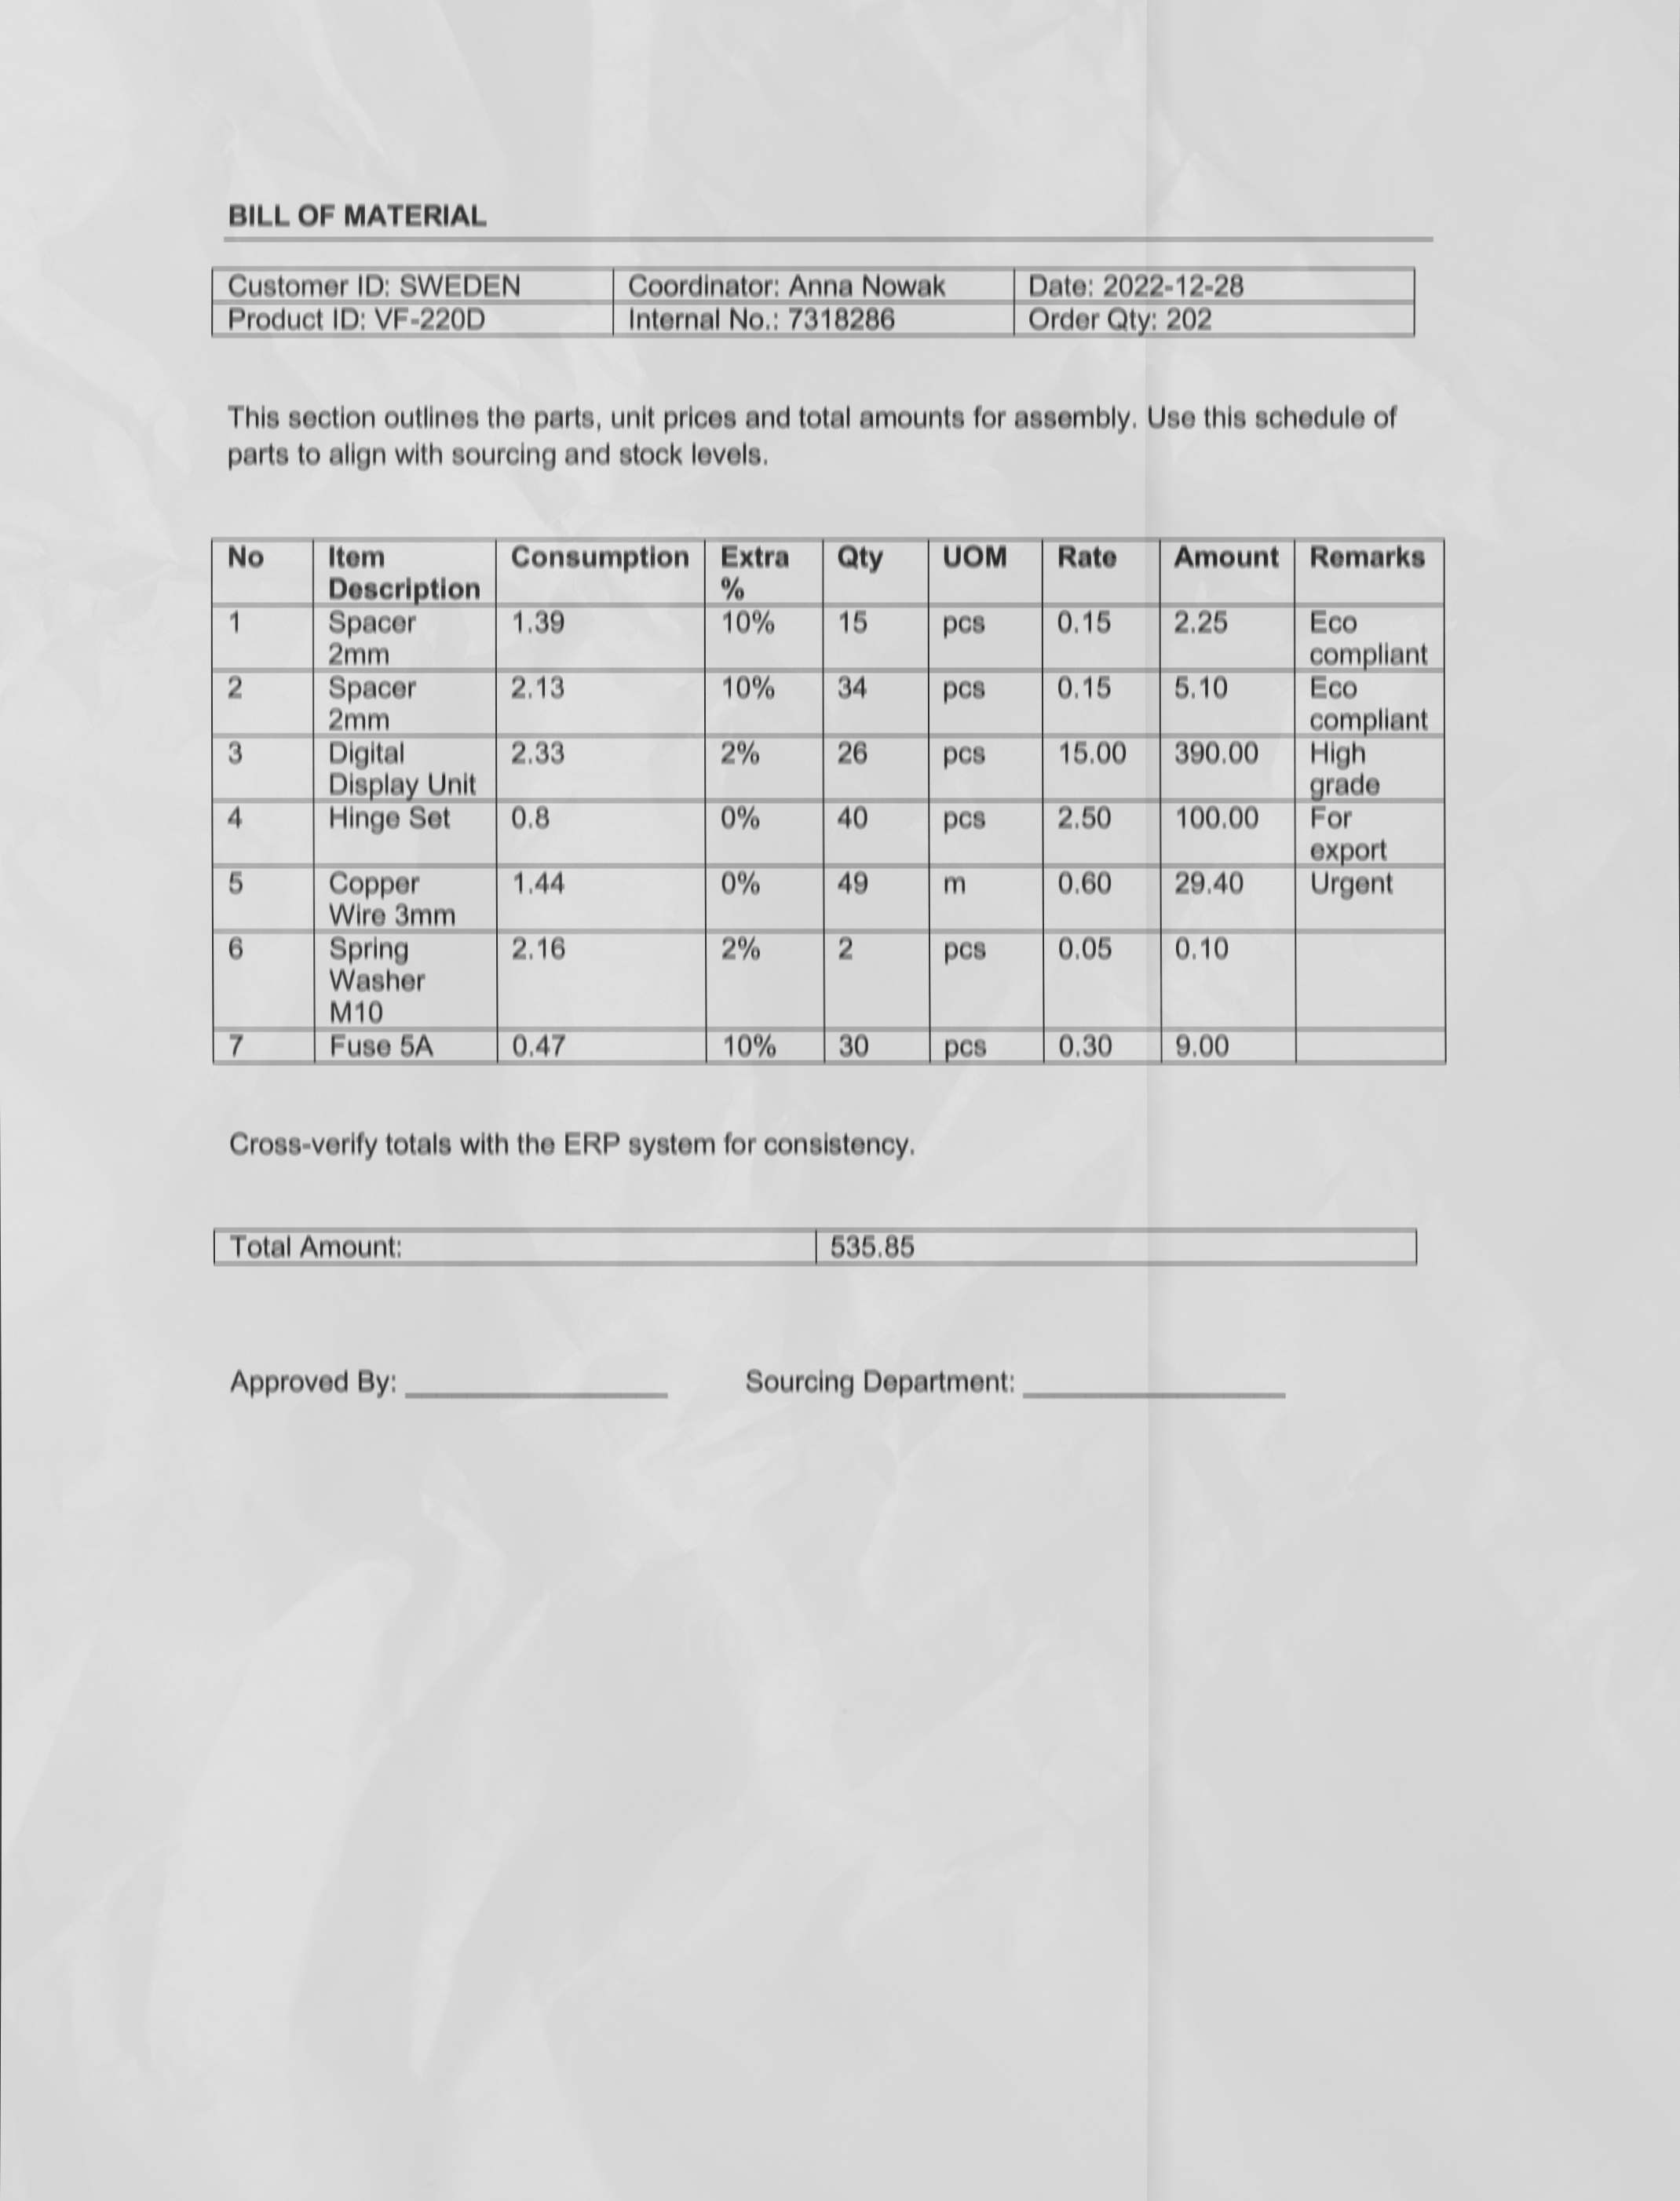 BILL OF MATERIAL
Customer ID: SWEDEN Coordinator: Anna Nowak Date: 2022-12-28
Product ID: VF-220D Internal No.: 7318286 Order Qty: 202
This section outlines the parts, unit prices and total amounts for assembly. Use this schedule of
parts to align with sourcing and stock levels.
No Item Description Consumption Extra % Qty UOM Rate Amount Remarks
1 Spacer 2mm 1.39 10% 15 pcs 0.15 2.25 Eco compliant
2 Spacer 2mm 2.13 10% 34 pcs 0.15 5.10 Eco compliant
3 Digital Display Unit 2.33 2% 26 pcs 15.00 390.00 High grade
4 Hinge Set 0.8 0% 40 pcs 2.50 100.00 For export
5 Copper Wire 3mm 1.44 0% 49 m 0.60 29.40 Urgent
6 Spring Washer M10 2.16 2% 2 pcs 0.05 0.10
7 Fuse 5A 0.47 10% 30 pcs 0.30 9.00
Cross-verify totals with the ERP system for consistency.
Total Amount: 535.85
Approved By: _______________ Sourcing Department: _______________